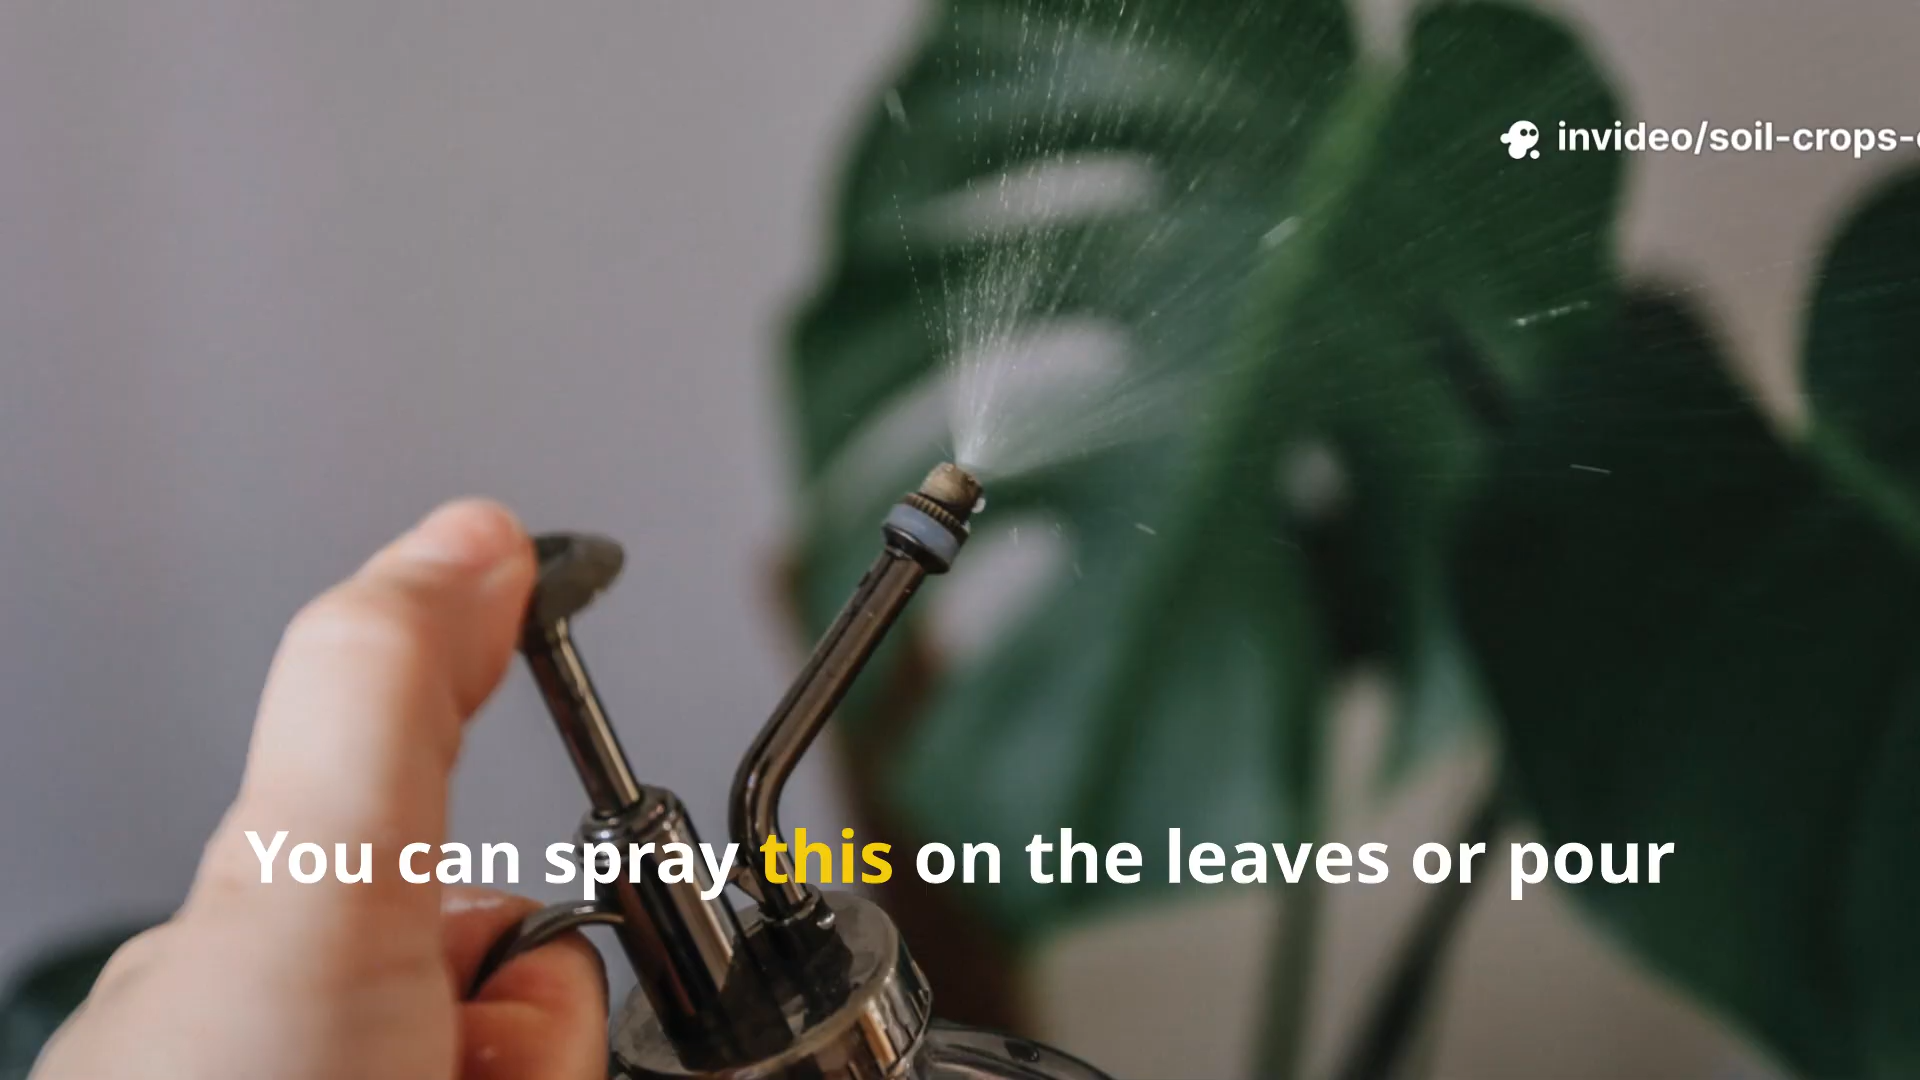 invideo/soil-crops-
You can spray this on the leaves or pour